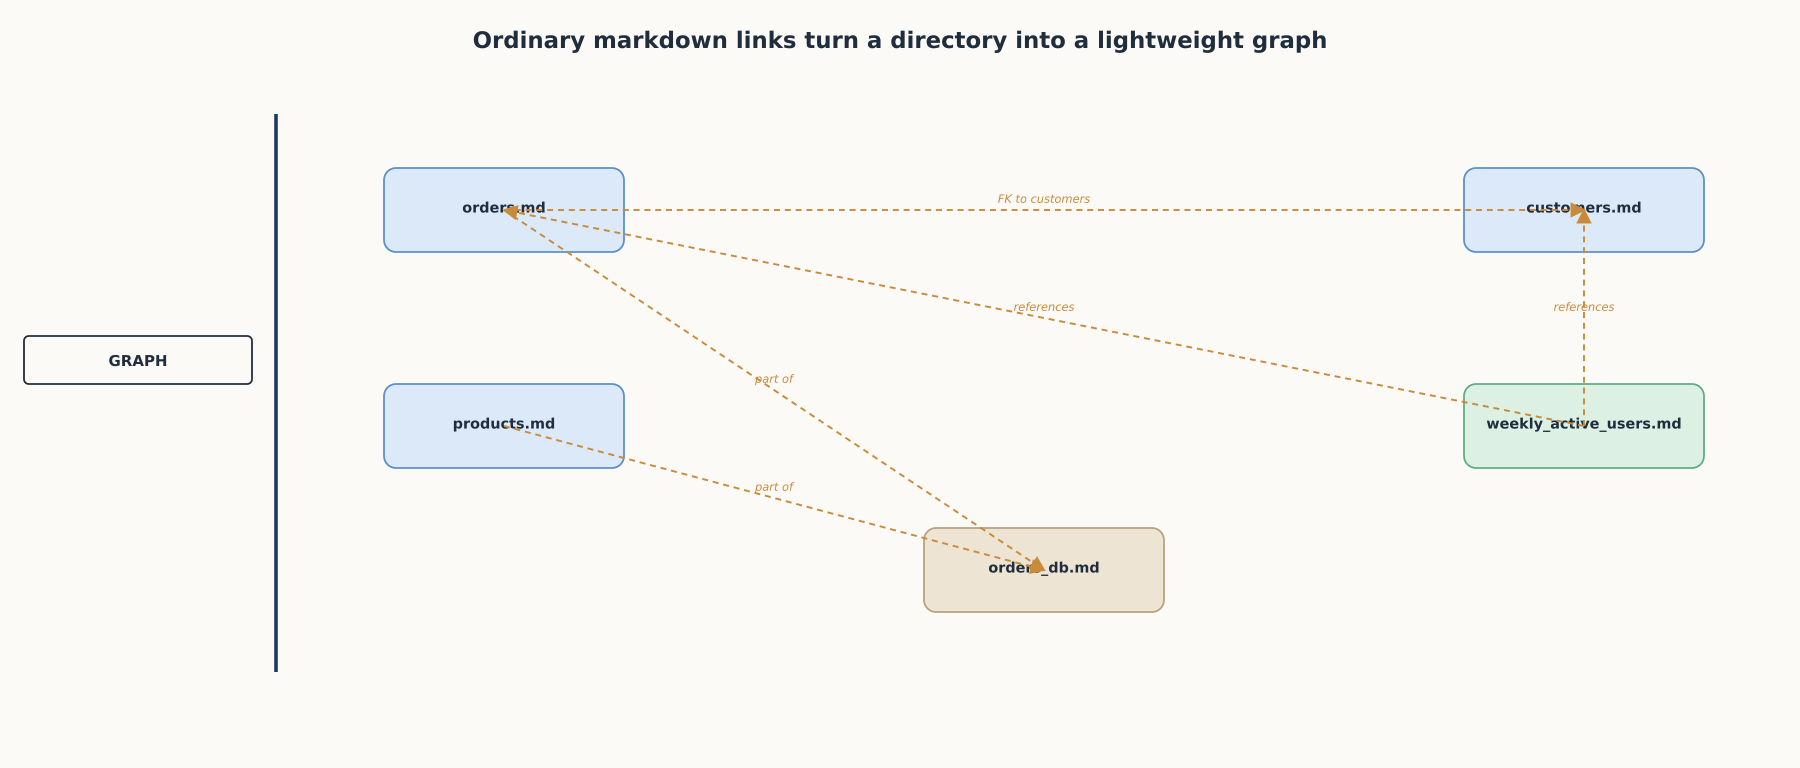 Ordinary markdown links turn a directory into a lightweight graph
orders.md
FK to customers
customers.md
references
references
GRAPH
part of
products.md
weekly_active_users.md
part of
orders_db.md